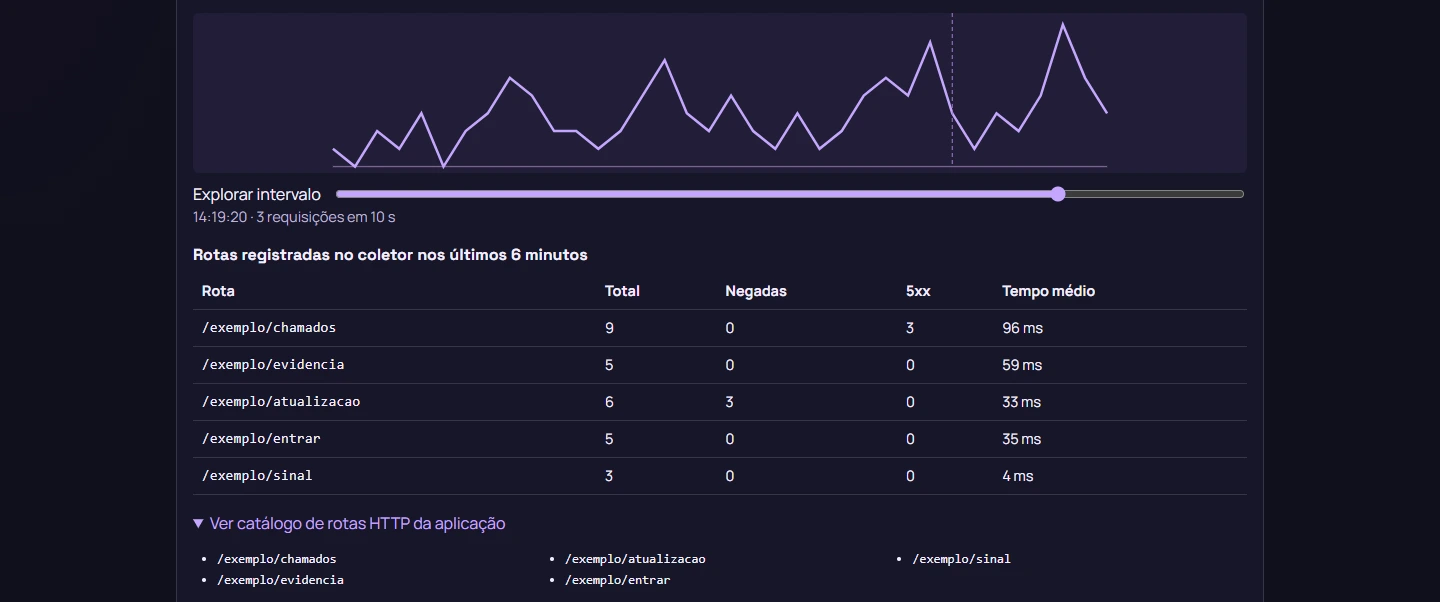 Explorar intervalo
14:19:20 · 3 requisições em 10 s
Rotas registradas no coletor nos últimos 6 minutos
Rota Total Negadas 5xx Tempo médio
/exemplo/chamados 9 0 3 96 ms
/exemplo/evidencia 5 0 0 59 ms
/exemplo/atualizacao 6 3 0 33 ms
/exemplo/entrar 5 0 0 35 ms
/exemplo/sinal 3 0 0 4 ms
▼ Ver catálogo de rotas HTTP da aplicação
• /exemplo/chamados
• /exemplo/evidencia
• /exemplo/atualizacao
• /exemplo/entrar
• /exemplo/sinal